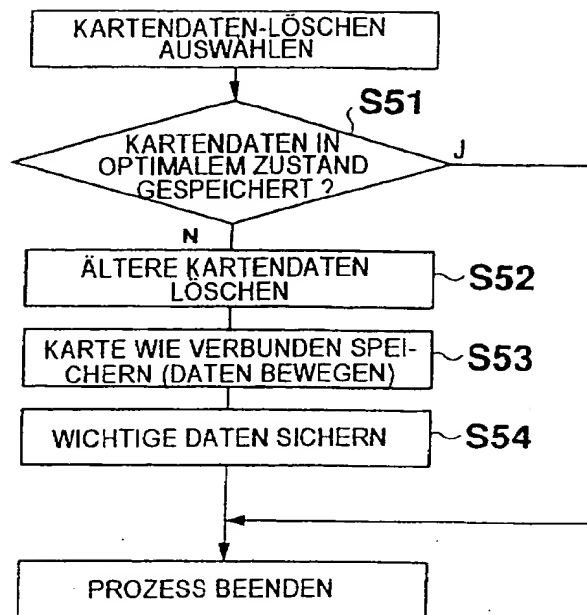 KARTENDATEN-LÖSCHEN
AUSWÄHLEN
S51
KARTENDATEN IN
OPTIMALEM ZUSTAND
GESPEICHERT ?
J
N
ÄLTERE KARTENDATEN
LÖSCHEN
S52
KARTE WIE VERBUNDEN SPEI-
CHERN (DATEN BEWEGEN)
S53
WICHTIGE DATEN SICHERN
S54
PROZESS BEENDEN